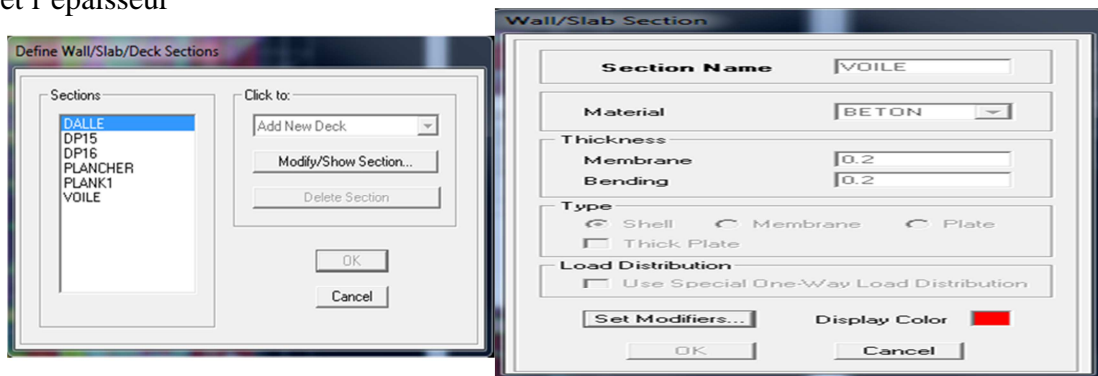 et l’épaisseur
Define Wall/Slab/Deck Sections
Sections
DALLE
DP15
DP16
PLANCHER
PLANK1
VOILE
Click to:
Add New Deck
Modify/Show Section...
Delete Section
OK
Cancel
Wall/Slab Section
Section Name VOILE
Material BETON
Thickness
Membrane 0.2
Bending 0.2
Type
Shell Membrane Plate
Thick Plate
Load Distribution
Use Special One-Way Load Distribution
Set Modifiers... Display Color
OK Cancel